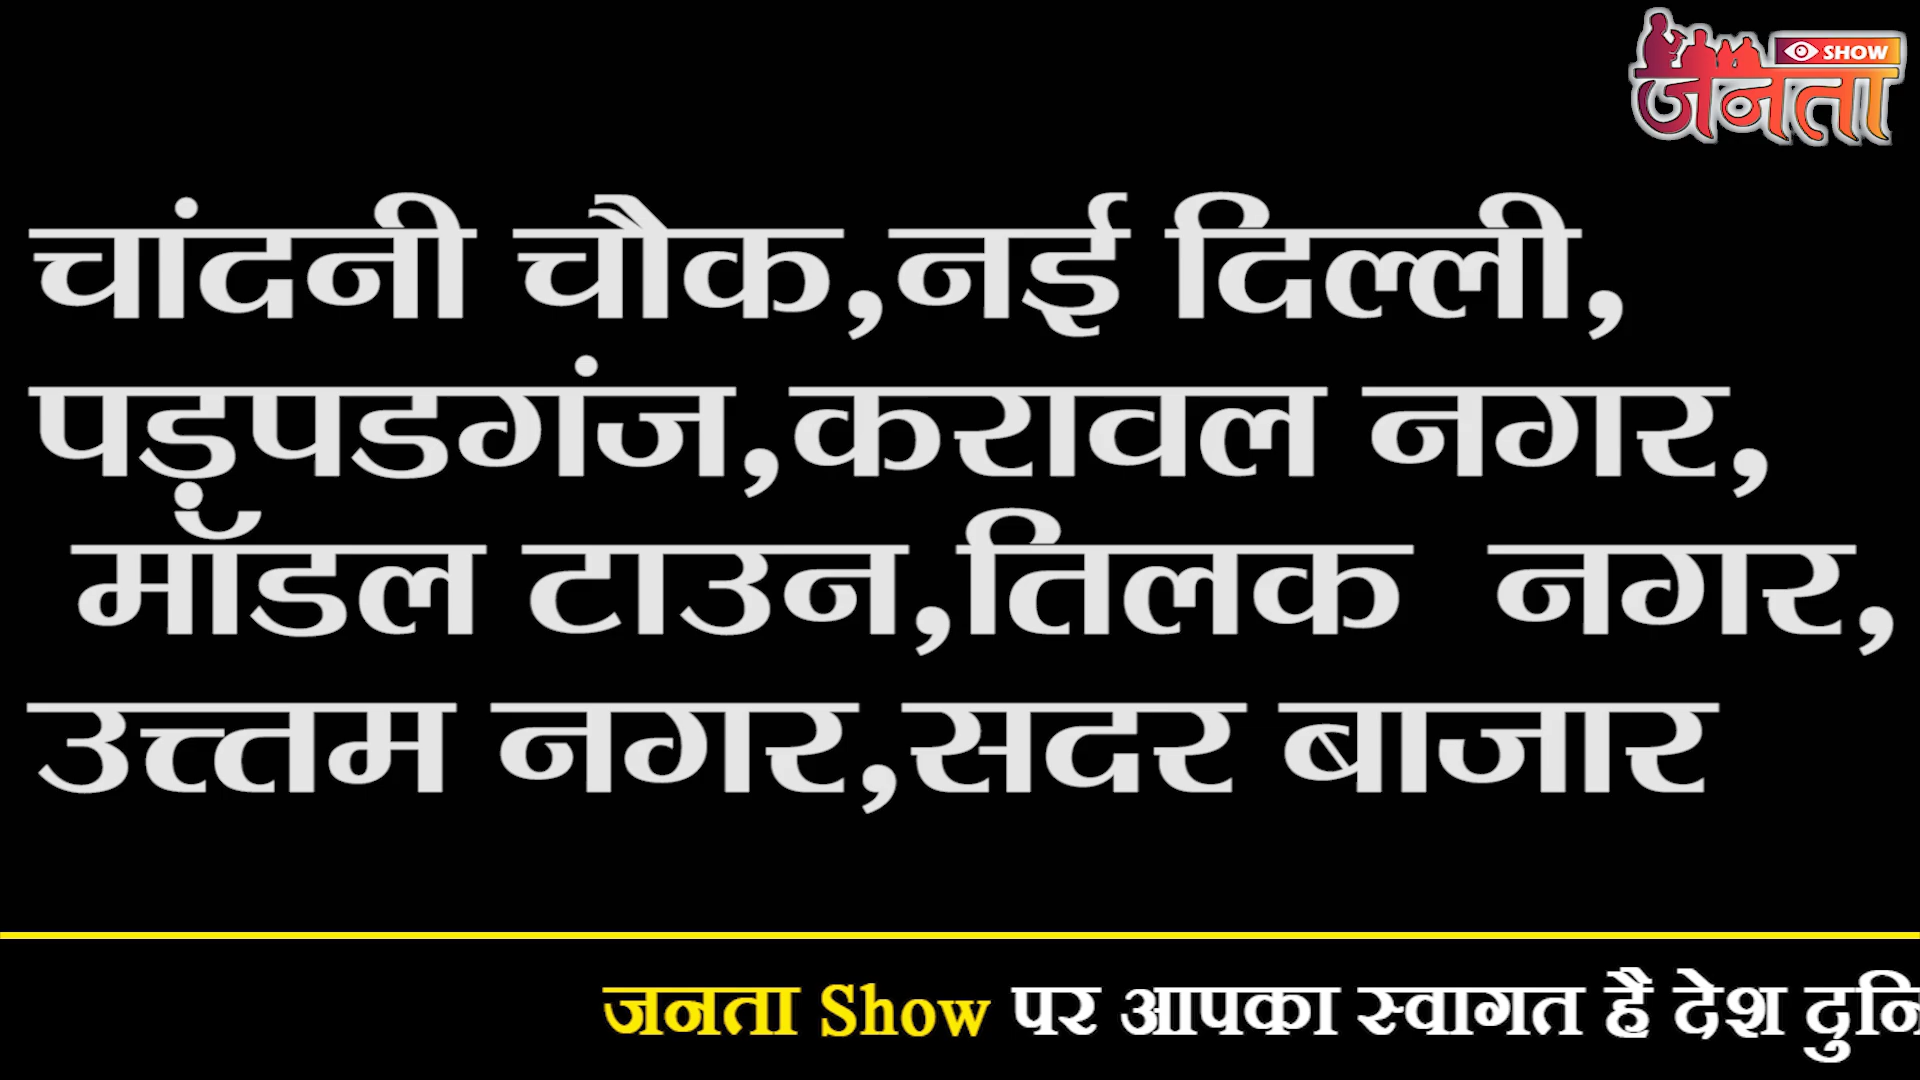 SHOW
जनता
चांदनी चौक,नई दिल्ली,
पड़पडगंज,करावल नगर,
मॉडल टाउन,तिलक नगर,
उत्तम नगर,सदर बाजार
जनता Show पर आपका स्वागत है देश दुनि